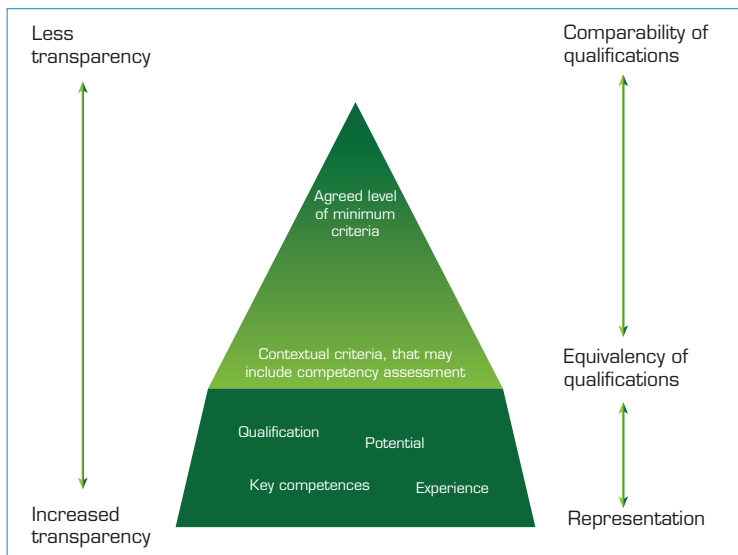 Less
transparency
Comparability of
qualifications
Agreed level
of minimum
criteria
Contextual criteria, that may
include competency assessment
Equivalency of
qualifications
Qualification
Potential
Key competences
Experience
Increased
transparency
Representation